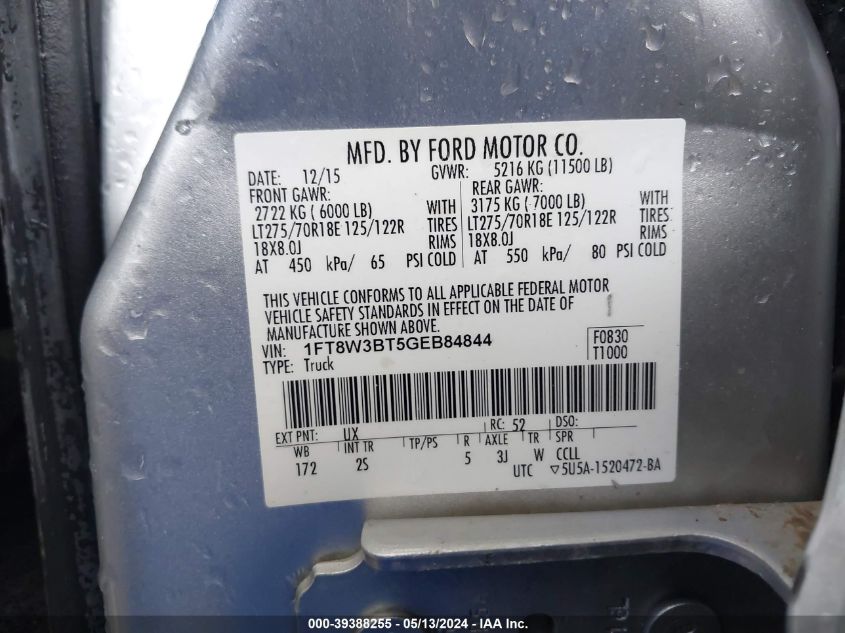 MFD. BY FORD MOTOR CO.
DATE: 12/15 GVWR: 5216 KG (11500 LB)
FRONT GAWR: REAR GAWR:
2722 KG ( 6000 LB) WITH 3175 KG ( 7000 LB) WITH
LT275/70R18E 125/122R TIRES LT275/70R18E 125/122R TIRES
18X8.0J RIMS 18X8.0J RIMS
AT 450 kPa/ 65 PSI COLD AT 550 kPa/ 80 PSI COLD
THIS VEHICLE CONFORMS TO ALL APPLICABLE FEDERAL MOTOR
VEHICLE SAFETY STANDARDS IN EFFECT ON THE DATE OF
MANUFACTURE SHOWN ABOVE.
VIN: 1FT8W3BT5GEB84844 F0830
TYPE: Truck T1000
EXT PNT: UX RC: 52 DSO:
WB INT TR TP/PS R AXLE TR SPR
172 2S 5 3J W CCLL
UTC ▽5U5A-1520472-BA
000-39388255 - 05/13/2024 - IAA Inc.